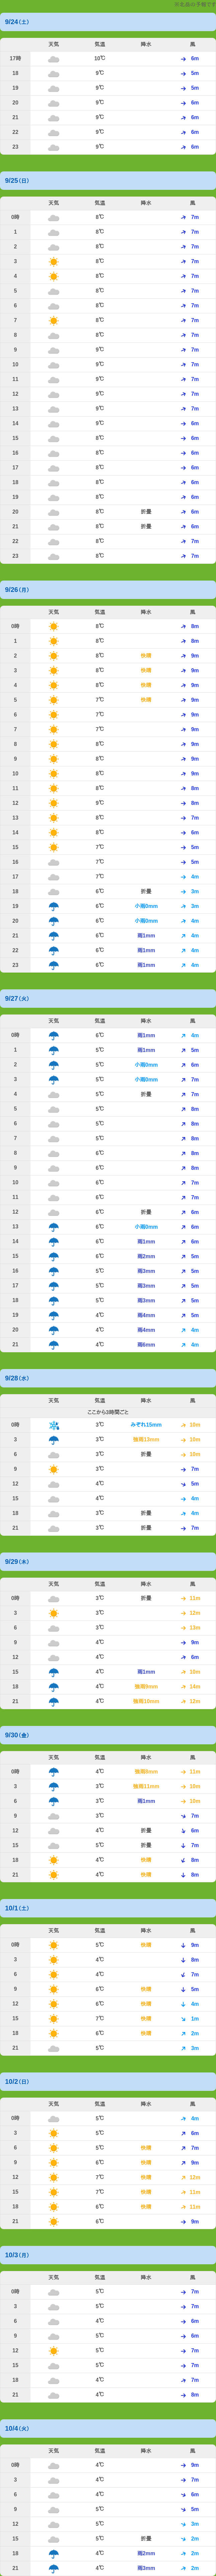 ※北岳の予報です
9/24(土)
天気 気温 降水 風
17時 10℃ 6m
18 9℃ 5m
19 9℃ 5m
20 9℃ 6m
21 9℃ 6m
22 9℃ 6m
23 9℃ 6m
9/25(日)
天気 気温 降水 風
0時 8℃ 7m
1 8℃ 7m
2 8℃ 7m
3 8℃ 7m
4 8℃ 7m
5 8℃ 7m
6 8℃ 7m
7 8℃ 7m
8 8℃ 7m
9 9℃ 7m
10 9℃ 7m
11 9℃ 7m
12 9℃ 7m
13 9℃ 7m
14 9℃ 6m
15 8℃ 6m
16 8℃ 6m
17 8℃ 6m
18 8℃ 6m
19 8℃ 6m
20 8℃ 折畳 6m
21 8℃ 折畳 6m
22 8℃ 7m
23 8℃ 7m
9/26(月)
天気 気温 降水 風
0時 8℃ 8m
1 8℃ 8m
2 8℃ 快晴 9m
3 8℃ 快晴 9m
4 8℃ 快晴 9m
5 7℃ 快晴 9m
6 7℃ 9m
7 7℃ 9m
8 8℃ 9m
9 8℃ 9m
10 8℃ 9m
11 8℃ 8m
12 9℃ 8m
13 8℃ 7m
14 8℃ 6m
15 7℃ 5m
16 7℃ 5m
17 7℃ 4m
18 6℃ 折畳 3m
19 6℃ 小雨0mm 3m
20 6℃ 小雨0mm 4m
21 6℃ 雨1mm 4m
22 6℃ 雨1mm 4m
23 6℃ 雨1mm 4m
9/27(火)
天気 気温 降水 風
0時 6℃ 雨1mm 4m
1 5℃ 雨1mm 5m
2 5℃ 小雨0mm 6m
3 5℃ 小雨0mm 7m
4 5℃ 折畳 7m
5 5℃ 8m
6 5℃ 8m
7 5℃ 8m
8 6℃ 8m
9 6℃ 8m
10 6℃ 7m
11 6℃ 7m
12 6℃ 折畳 6m
13 6℃ 小雨0mm 6m
14 6℃ 雨1mm 6m
15 6℃ 雨2mm 5m
16 5℃ 雨3mm 5m
17 5℃ 雨3mm 5m
18 5℃ 雨3mm 5m
19 4℃ 雨4mm 5m
20 4℃ 雨4mm 4m
21 4℃ 雨6mm 4m
9/28(水)
天気 気温 降水 風
ここから3時間ごと
0時 3℃ みぞれ15mm 10m
3 3℃ 強雨13mm 10m
6 3℃ 折畳 10m
9 3℃ 7m
12 4℃ 5m
15 4℃ 4m
18 3℃ 折畳 4m
21 3℃ 折畳 7m
9/29(木)
天気 気温 降水 風
0時 3℃ 折畳 11m
3 3℃ 12m
6 3℃ 13m
9 4℃ 9m
12 4℃ 6m
15 4℃ 雨1mm 10m
18 4℃ 強雨9mm 14m
21 4℃ 強雨10mm 12m
9/30(金)
天気 気温 降水 風
0時 4℃ 強雨8mm 11m
3 3℃ 強雨11mm 10m
6 3℃ 雨1mm 10m
9 3℃ 7m
12 4℃ 折畳 6m
15 5℃ 折畳 7m
18 4℃ 快晴 8m
21 4℃ 快晴 8m
10/1(土)
天気 気温 降水 風
0時 5℃ 快晴 9m
3 4℃ 8m
6 4℃ 7m
9 6℃ 快晴 5m
12 6℃ 快晴 4m
15 7℃ 快晴 1m
18 6℃ 快晴 2m
21 5℃ 3m
10/2(日)
天気 気温 降水 風
0時 5℃ 4m
3 5℃ 6m
6 5℃ 快晴 7m
9 6℃ 快晴 9m
12 7℃ 快晴 12m
15 7℃ 快晴 11m
18 6℃ 快晴 11m
21 6℃ 9m
10/3(月)
天気 気温 降水 風
0時 5℃ 7m
3 5℃ 7m
6 4℃ 6m
9 5℃ 6m
12 5℃ 7m
15 5℃ 7m
18 4℃ 7m
21 4℃ 8m
10/4(火)
天気 気温 降水 風
0時 4℃ 9m
3 4℃ 7m
6 4℃ 6m
9 5℃ 5m
12 5℃ 3m
15 5℃ 折畳 2m
18 4℃ 雨2mm 2m
21 4℃ 雨3mm 2m